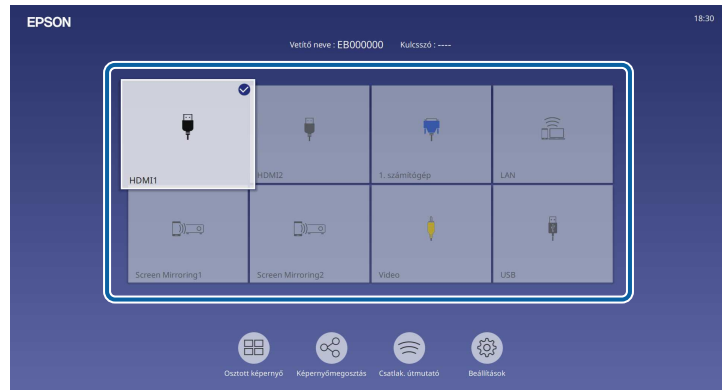 EPSON
18:30
Vetítő neve : EB000000 Kulcsszó : ----
HDMI1
HDMI2
1. számítógép
LAN
Screen Mirroring1
Screen Mirroring2
Video
USB
Osztott képernyő
Képernyőmegosztás
Csatlak. útmutató
Beállítások